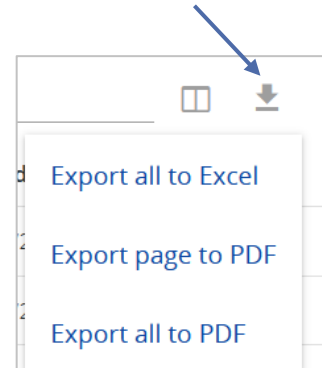 d
Export all to Excel
Export page to PDF
Export all to PDF